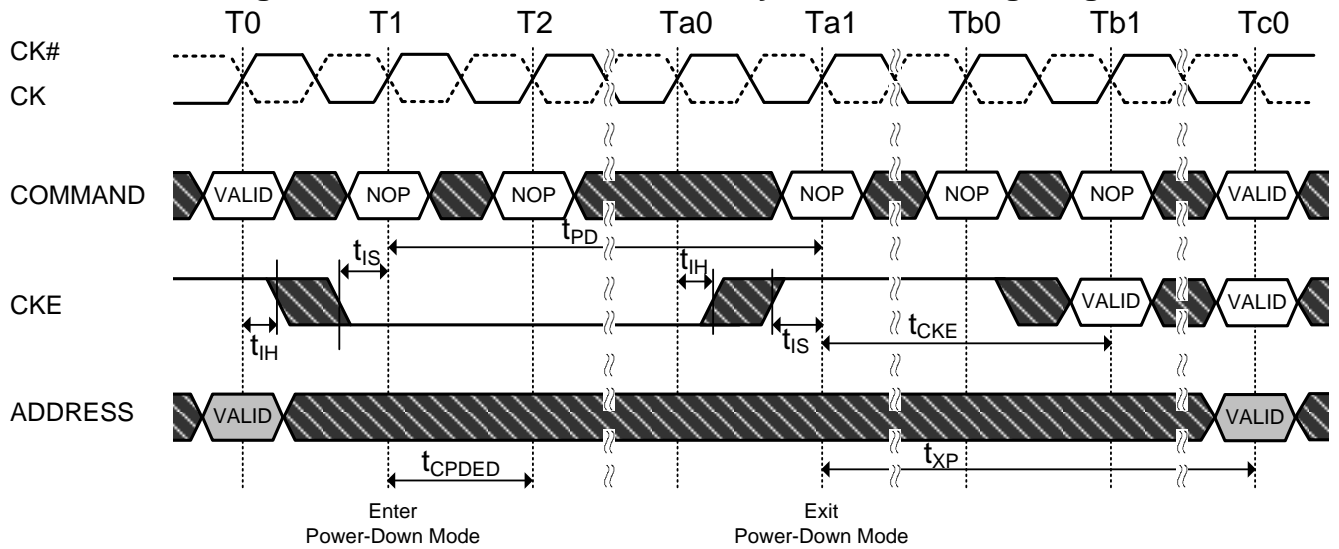 T0 T1 T2 Ta0 Ta1 Tb0 Tb1 Tc0
CK#
CK
COMMAND VALID NOP NOP NOP NOP NOP VALID
tPD
tIS tIH
CKE VALID VALID
tIH tIS tCKE
ADDRESS VALID VALID
tCPDED tXP
Enter
Power-Down Mode
Exit
Power-Down Mode